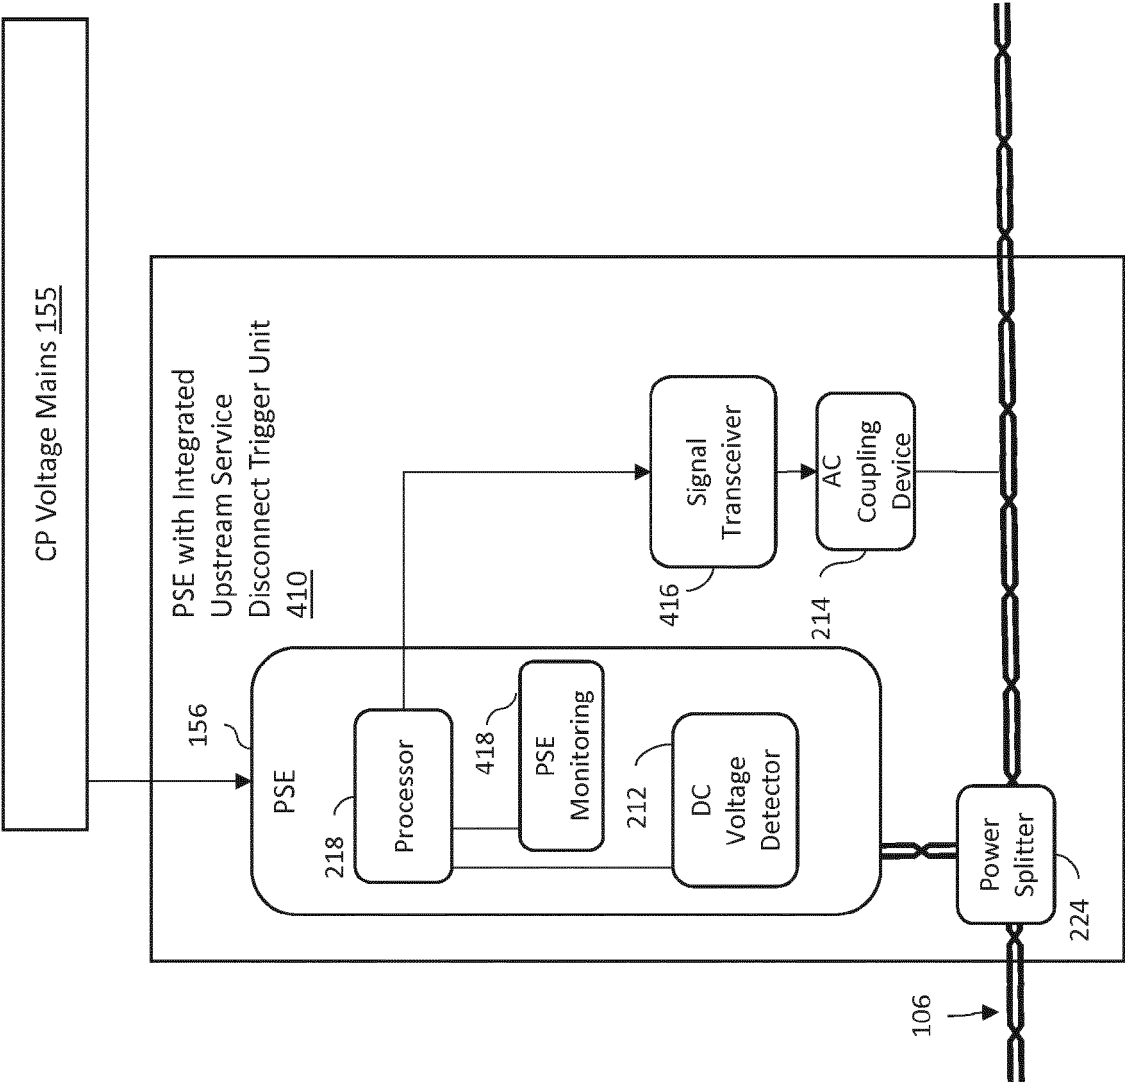 CP Voltage Mains 155
PSE with Integrated
Upstream Service
Disconnect Trigger Unit
410
156
PSE
218
Processor
418
PSE
Monitoring
212
DC
Voltage
Detector
416
Signal
Transceiver
214
AC
Coupling
Device
Power
Splitter
224
106